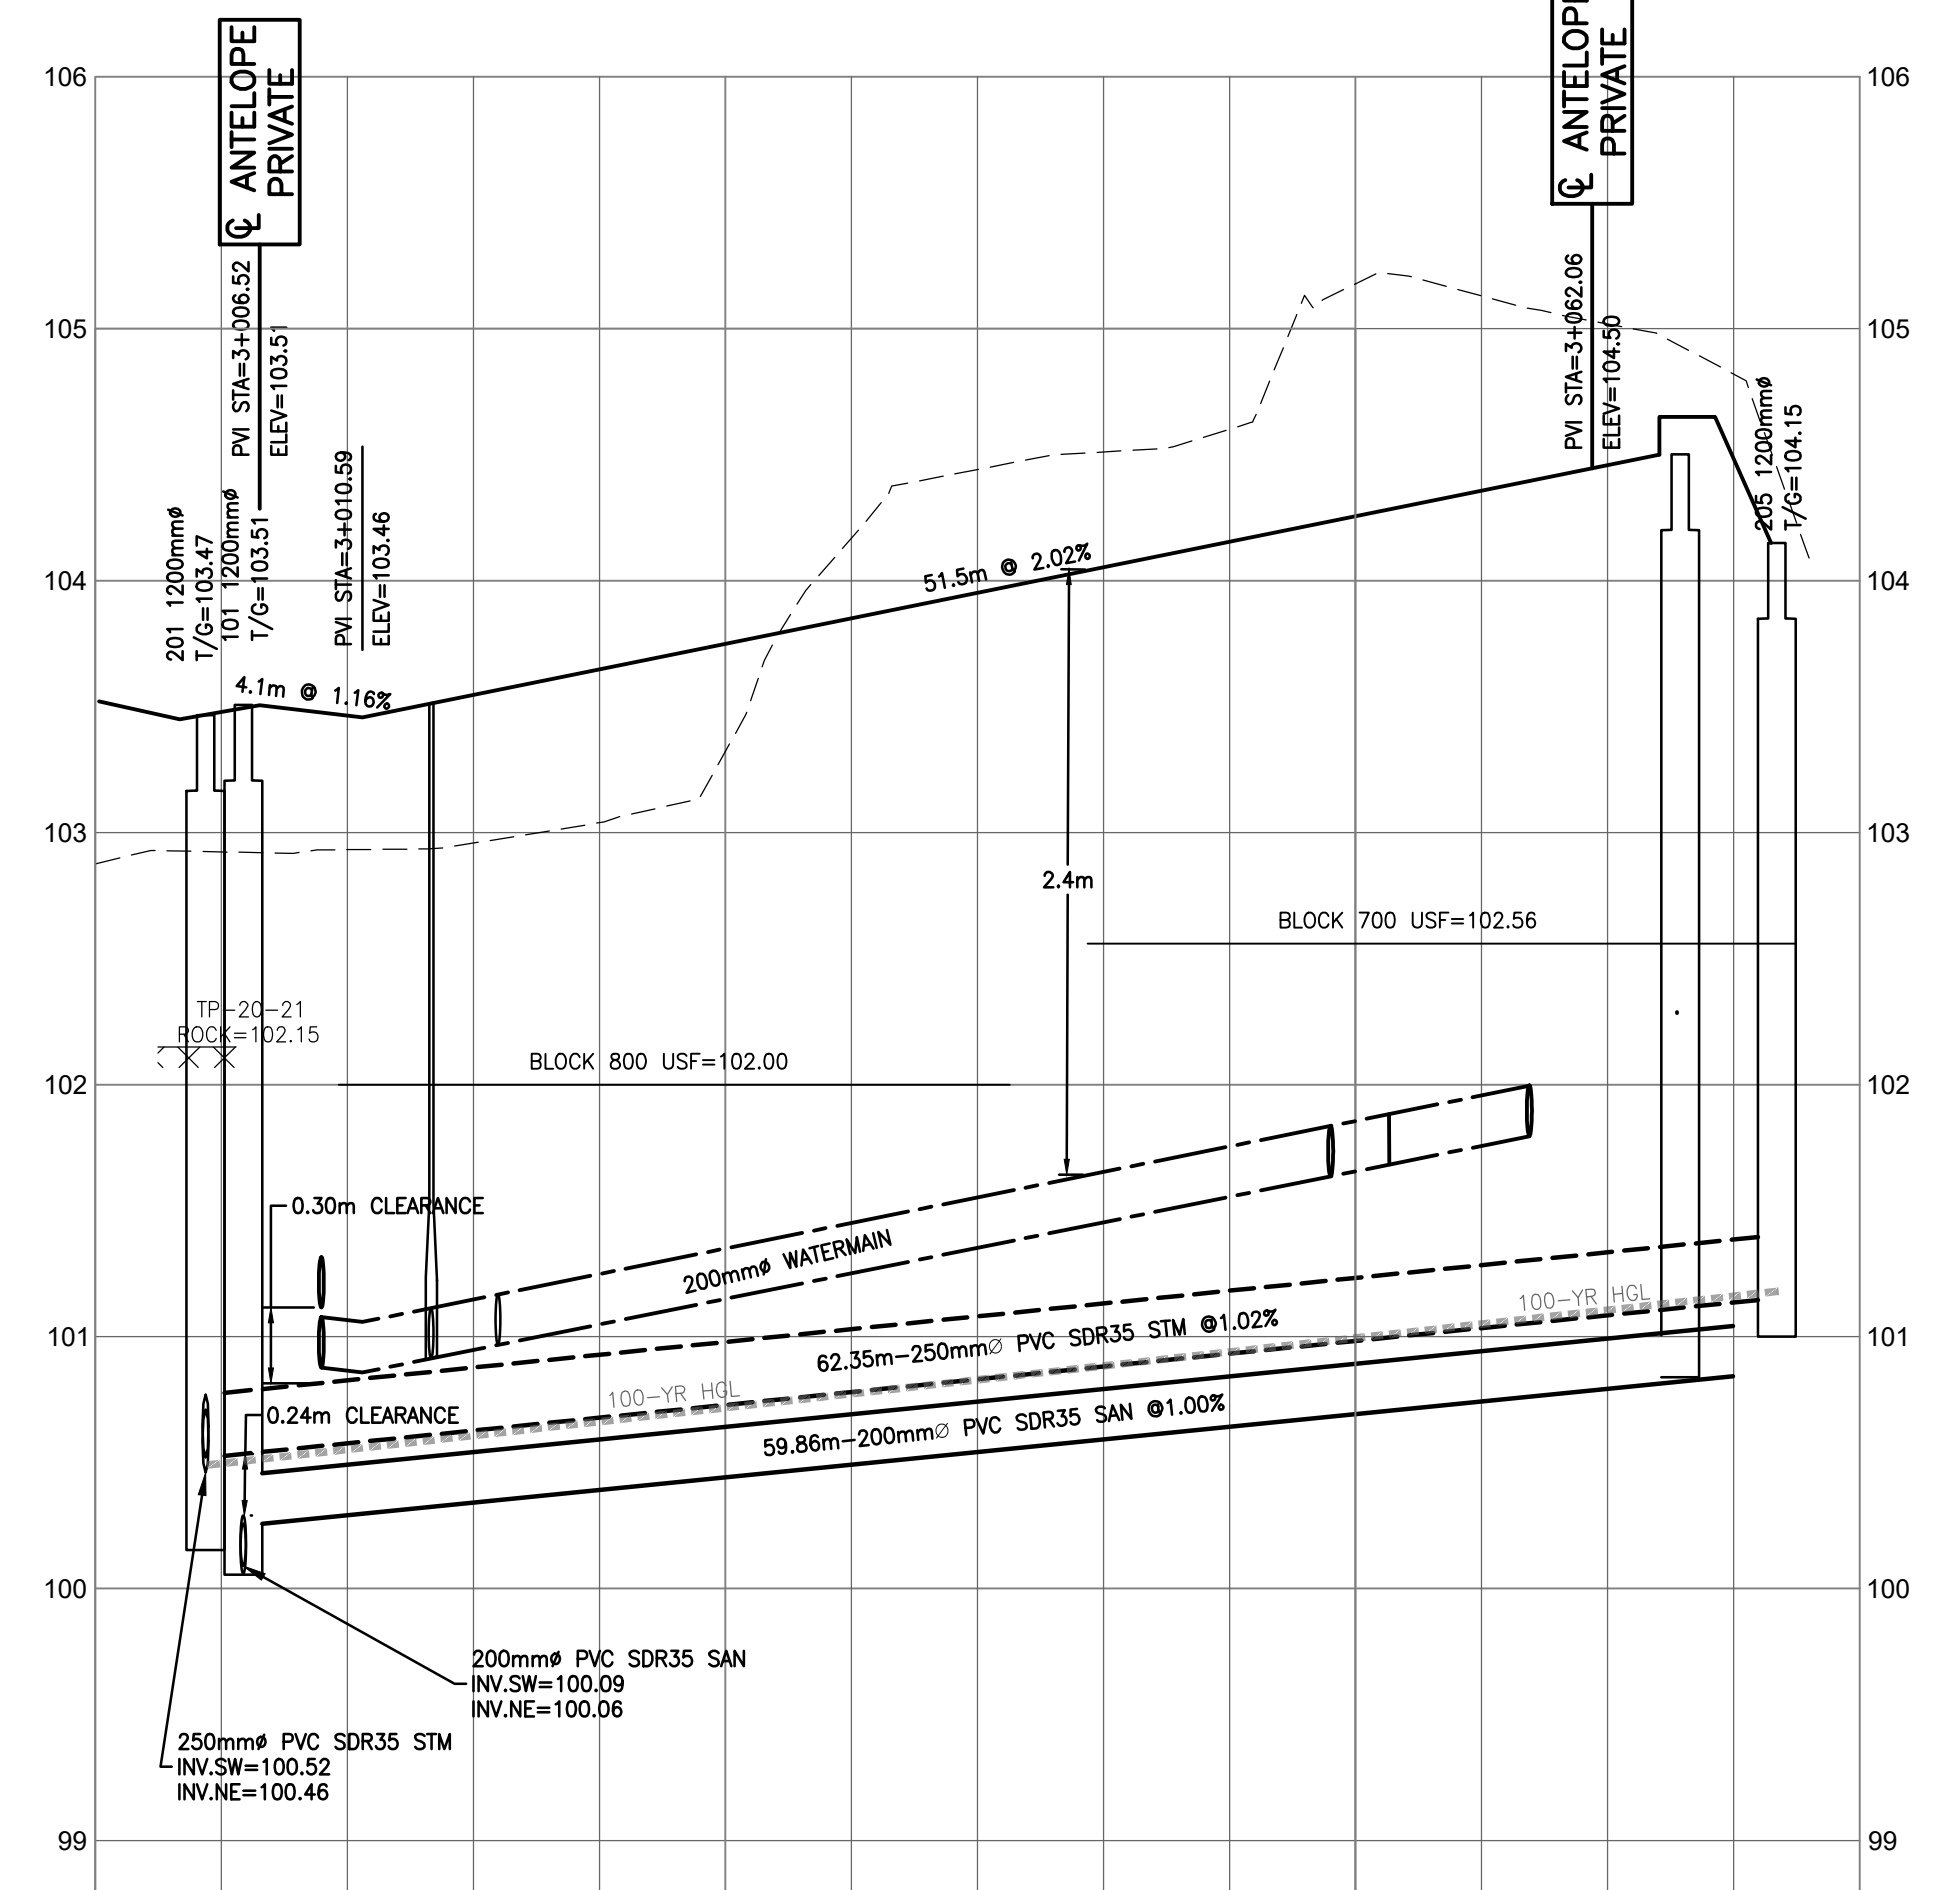 ℄ ANTELOPE
PRIVATE
℄ ANTELOPE
PRIVATE
106
106
105
105
104
104
103
103
102
102
101
101
100
100
99
99
PVI STA=3+006.52
ELEV=103.51
PVI STA=3+010.59
ELEV=103.46
201 1200mmø
T/G=103.47
101 1200mmø
T/G=103.51
PVI STA=3+062.06
ELEV=104.50
205 1200mmø
T/G=104.15
4.1m @ 1.16%
51.5m @ 2.02%
2.4m
BLOCK 700 USF=102.56
TP-20-21
ROCK=102.15
BLOCK 800 USF=102.00
0.30m CLEARANCE
200mmø WATERMAIN
100-YR HGL
62.35m-250mm∅ PVC SDR35 STM @1.02%
100-YR HGL
0.24m CLEARANCE
59.86m-200mm∅ PVC SDR35 SAN @1.00%
200mmø PVC SDR35 SAN
INV.SW=100.09
INV.NE=100.06
250mmø PVC SDR35 STM
INV.SW=100.52
INV.NE=100.46